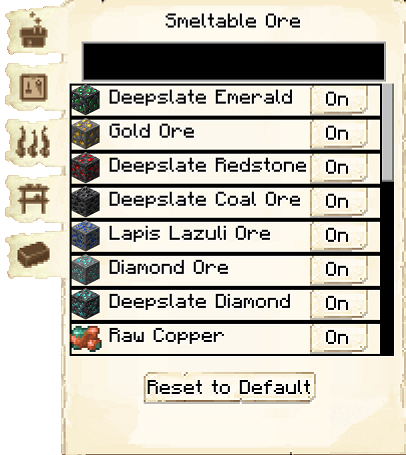 Smeltable Ore
Deepslate Emerald On
Gold Ore On
Deepslate Redstone On
Deepslate Coal Ore On
Lapis Lazuli Ore On
Diamond Ore On
Deepslate Diamond On
Raw Copper On
Reset to Default